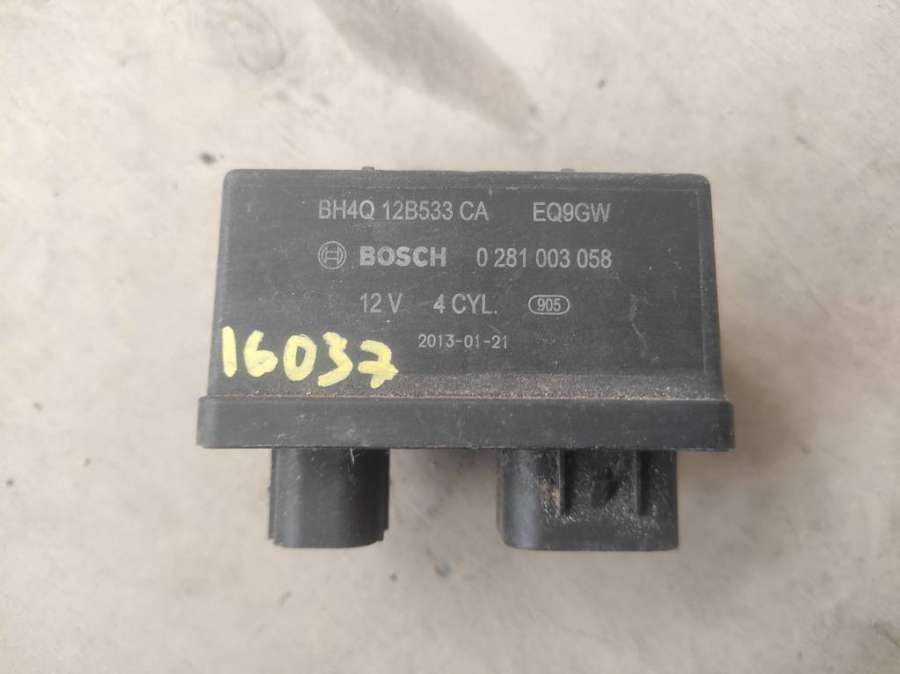 BH4Q 12B533 CA EQ9GW
BOSCH 0 281 003 058
12 V 4 CYL. 905
2013-01-21
16037